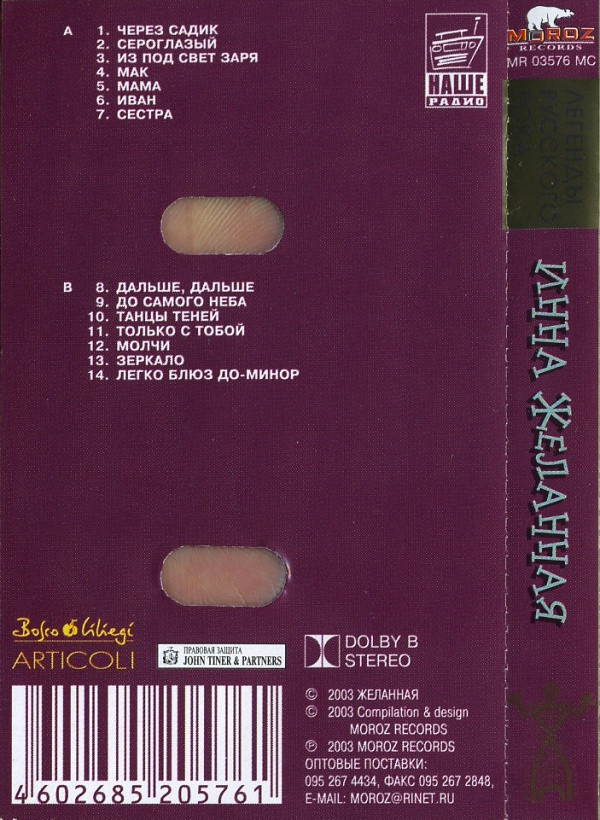 A 1. ЧЕРЕЗ САДИК
2. СЕРОГЛАЗЫЙ
3. ИЗ ПОД СВЕТ ЗАРЯ
4. МАК
5. МАМА
6. ИВАН
7. СЕСТРА
НАШЕ
РАДИО
MOROZ
RECORDS
MR 03576 MC
ЛЕГЕНДЫ
РУССКОГО
РОКА
ИННА ЖЕЛАННАЯ
B 8. ДАЛЬШЕ, ДАЛЬШЕ
9. ДО САМОГО НЕБА
10. ТАНЦЫ ТЕНЕЙ
11. ТОЛЬКО С ТОБОЙ
12. МОЛЧИ
13. ЗЕРКАЛО
14. ЛЕГКО БЛЮЗ ДО-МИНОР
Bosco Ciliegi
ARTICOLI
ПРАВОВАЯ ЗАЩИТА
JOHN TINER & PARTNERS
DOLBY B
STEREO
© 2003 ЖЕЛАННАЯ
© 2003 Compilation & design
MOROZ RECORDS
℗ 2003 MOROZ RECORDS
ОПТОВЫЕ ПОСТАВКИ:
095 267 4434, ФАКС 095 267 2848,
E-MAIL: MOROZ@RINET.RU
4602685205761